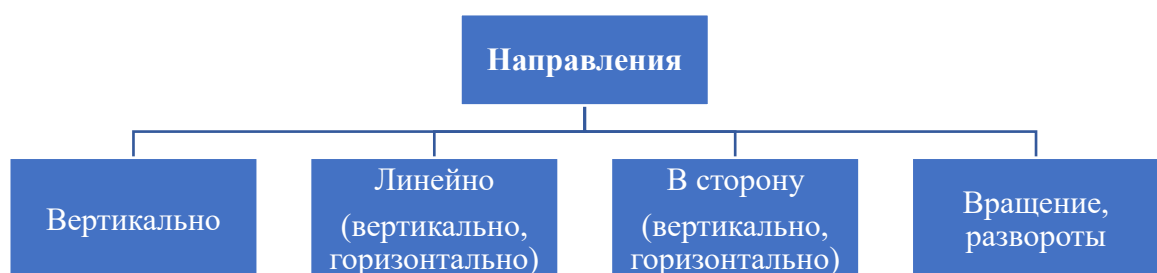 Направления
Вертикально
Линейно
(вертикально,
горизонтально)
В сторону
(вертикально,
горизонтально)
Вращение,
развороты